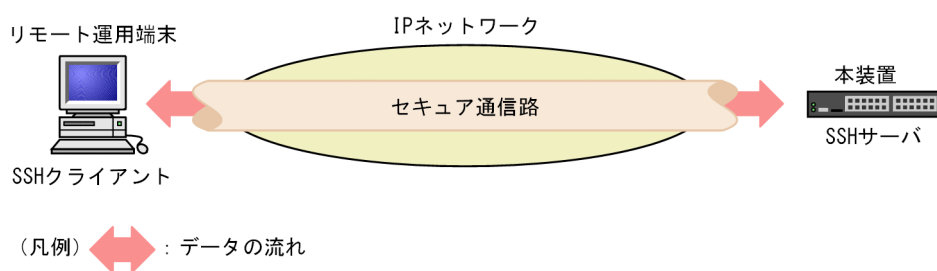 リモート運用端末
IPネットワーク
セキュア通信路
本装置
SSHサーバ
SSHクライアント
(凡例)
:データの流れ